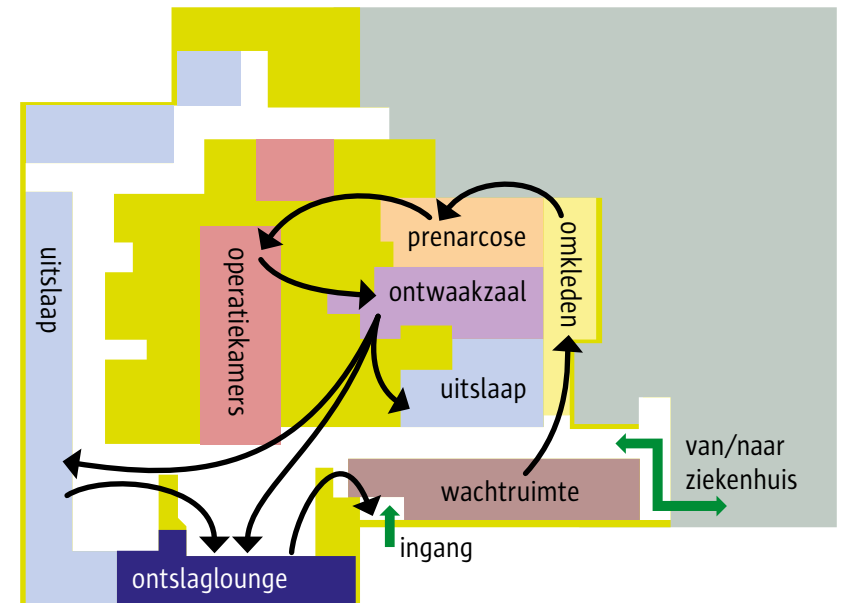 prenarcose
omkleden
uitslaap
operatiekamers
ontwaakzaal
uitslaap
van/naar
ziekenhuis
wachtruimte
ingang
ontslaglounge